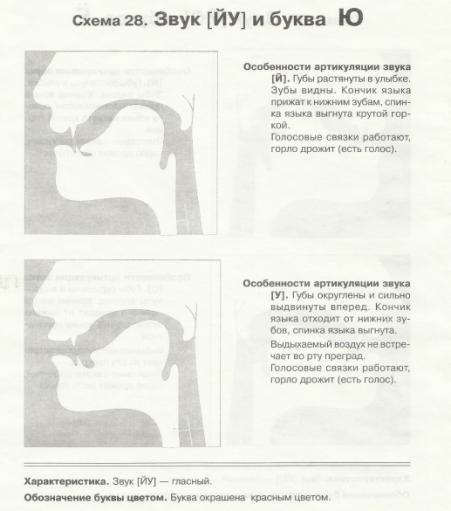 Схема 28. Звук [ЙУ] и буква Ю
Особенности артикуляции звука
[Й]. Губы растянуты в улыбке.
Зубы видны. Кончик языка
прижат к нижним зубам, спин-
ка языка выгнута крутой гор-
кой.
Голосовые связки работают,
горло дрожит (есть голос).
Особенности артикуляции звука
[У]. Губы округлены и сильно
выдвинуты вперед. Кончик
языка отходит от нижних зу-
бов, спинка языка выгнута.
Выдыхаемый воздух не встре-
чает во рту преград.
Голосовые связки работают,
горло дрожит (есть голос).
Характеристика. Звук [ЙУ] — гласный.
Обозначение буквы цветом. Буква окрашена красным цветом.